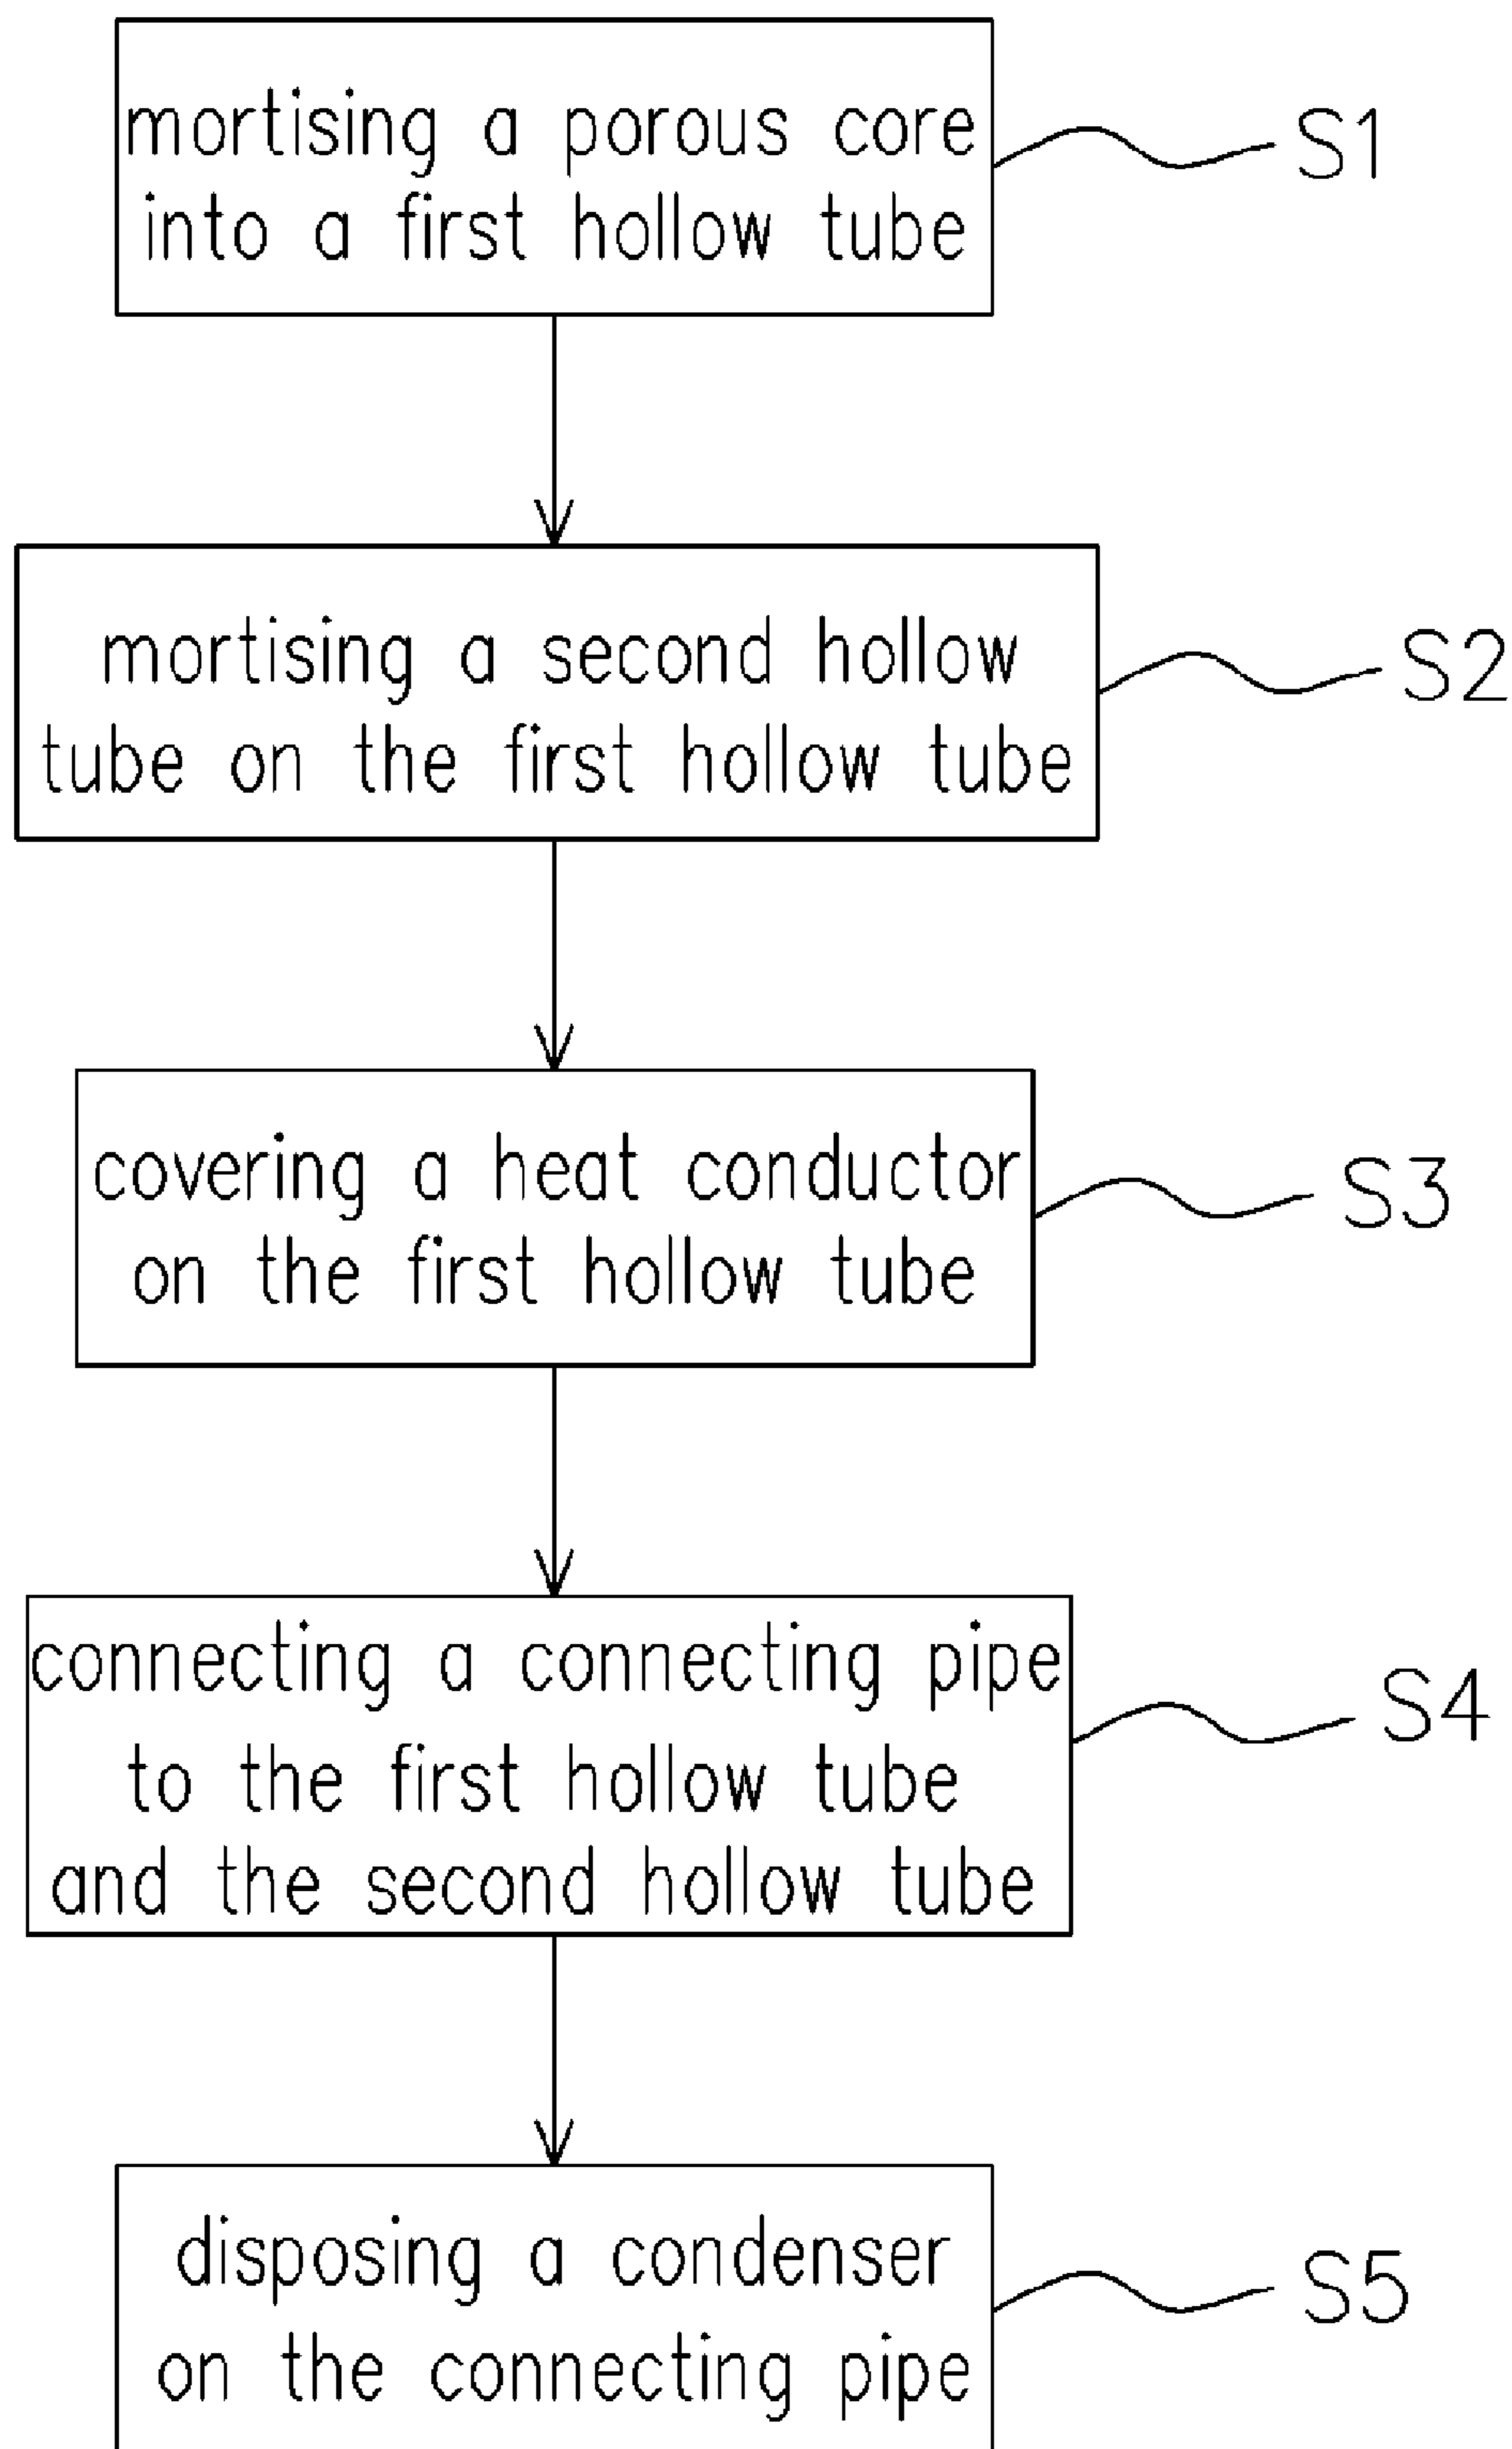 mortising a porous core
into a first hollow tube
S1
mortising a second hollow
tube on the first hollow tube
S2
covering a heat conductor
on the first hollow tube
S3
connecting a connecting pipe
to the first hollow tube
and the second hollow tube
S4
disposing a condenser
on the connecting pipe
S5